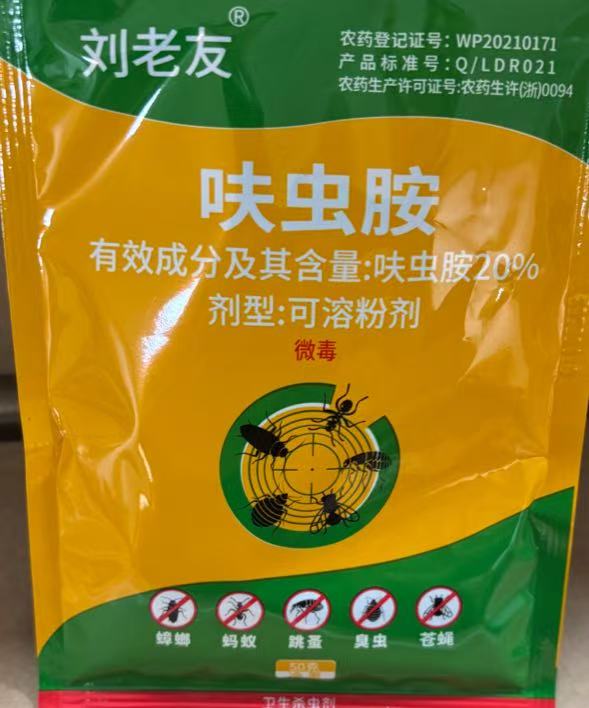 刘老友®
农药登记证号：WP20210171
产品标准号：Q/LDR021
农药生产许可证号:农药生许(浙)0094
呋虫胺
有效成分及其含量:呋虫胺20%
剂型:可溶粉剂
微毒
蟑螂 蚂蚁 跳蚤 臭虫 苍蝇
50克
卫生杀虫剂